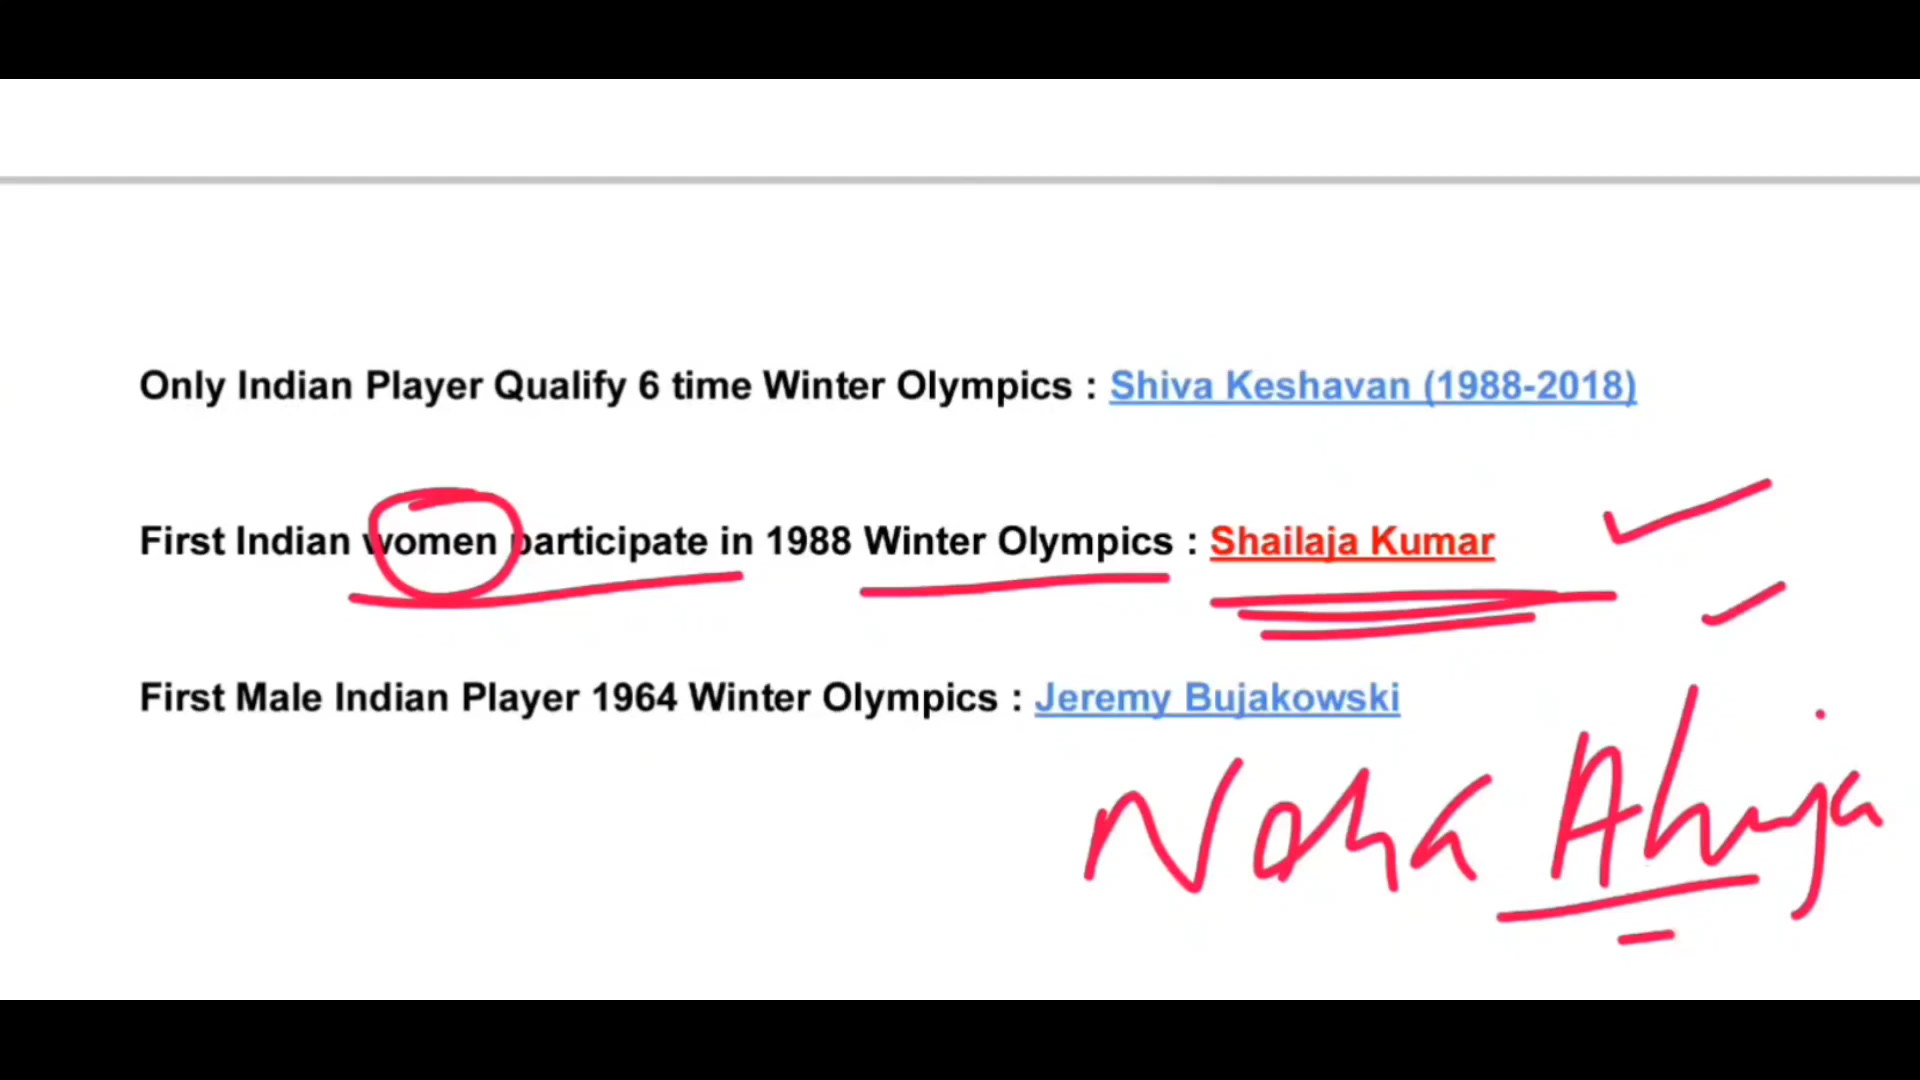 Only Indian Player Qualify 6 time Winter Olympics : Shiva Keshavan (1988-2018)
First Indian women participate in 1988 Winter Olympics : Shailaja Kumar
First Male Indian Player 1964 Winter Olympics : Jeremy Bujakowski
Neha Ahuja